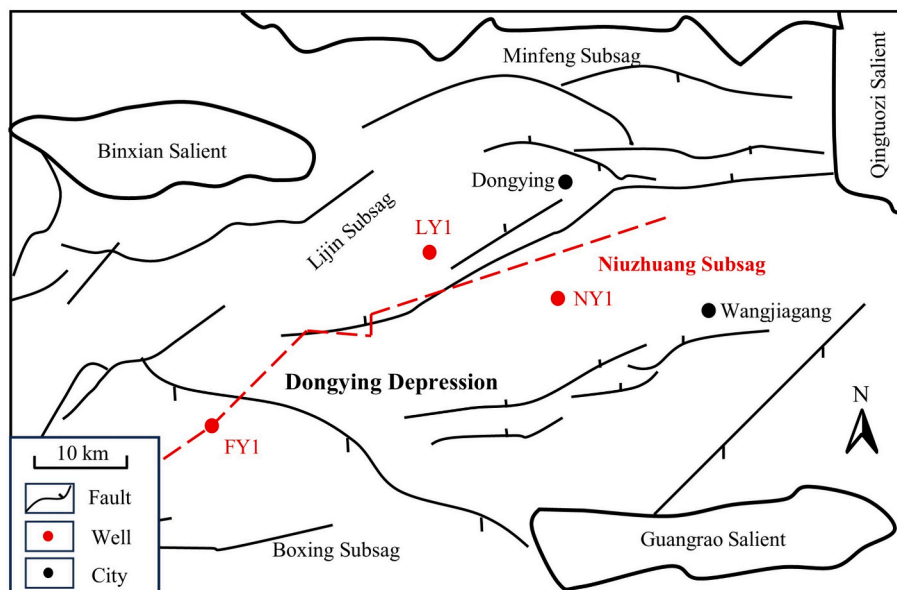 Minfeng Subsag
Qingtuozi Salient
Binxian Salient
Dongying
Lijin Subsag
LY1
Niuzhuang Subsag
NY1
Wangjiagang
Dongying Depression
N
FY1
10 km
Fault
Well
City
Boxing Subsag
Guangrao Salient